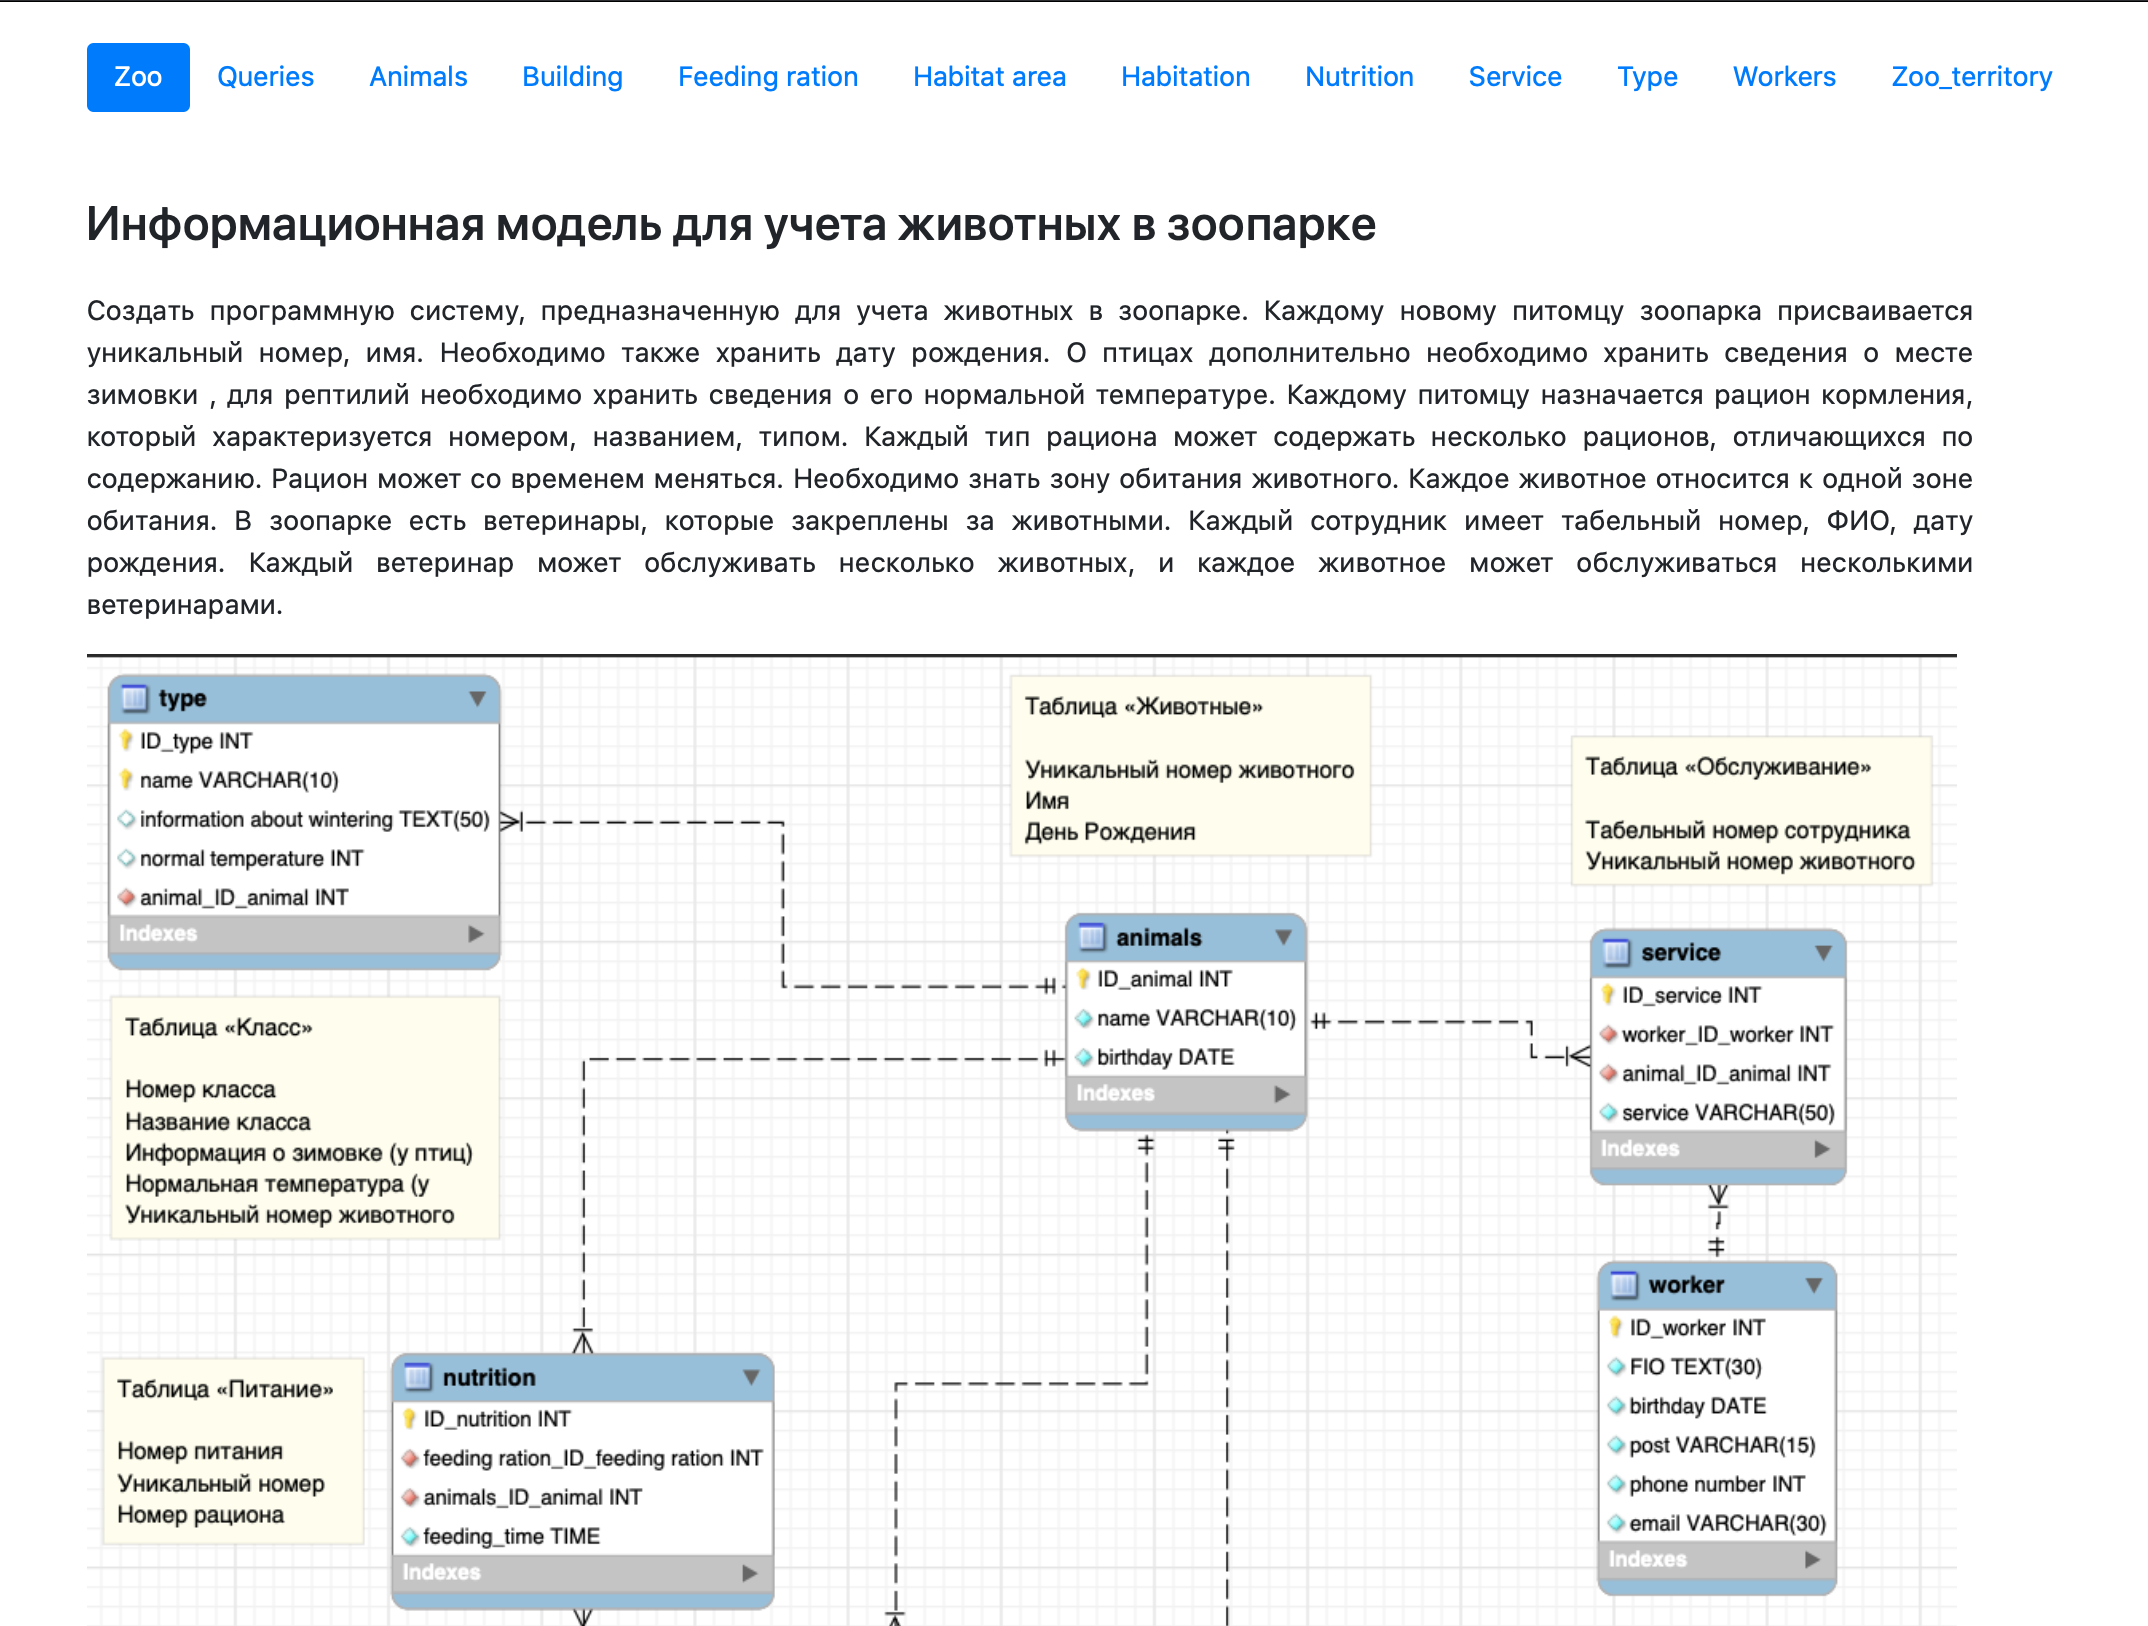 Zoo Queries Animals Building Feeding ration Habitat area Habitation Nutrition Service Type Workers Zoo_territory
Информационная модель для учета животных в зоопарке
Создать программную систему, предназначенную для учета животных в зоопарке. Каждому новому питомцу зоопарка присваивается
уникальный номер, имя. Необходимо также хранить дату рождения. О птицах дополнительно необходимо хранить сведения о месте
зимовки , для рептилий необходимо хранить сведения о его нормальной температуре. Каждому питомцу назначается рацион кормления,
который характеризуется номером, названием, типом. Каждый тип рациона может содержать несколько рационов, отличающихся по
содержанию. Рацион может со временем меняться. Необходимо знать зону обитания животного. Каждое животное относится к одной зоне
обитания. В зоопарке есть ветеринары, которые закреплены за животными. Каждый сотрудник имеет табельный номер, ФИО, дату
рождения. Каждый ветеринар может обслуживать несколько животных, и каждое животное может обслуживаться несколькими
ветеринарами.
type
ID_type INT
name VARCHAR(10)
information about wintering TEXT(50)
normal temperature INT
animal_ID_animal INT
Indexes
Таблица «Животные»
Уникальный номер животного
Имя
День Рождения
Таблица «Обслуживание»
Табельный номер сотрудника
Уникальный номер животного
animals
ID_animal INT
name VARCHAR(10)
birthday DATE
Indexes
service
ID_service INT
worker_ID_worker INT
animal_ID_animal INT
service VARCHAR(50)
Indexes
Таблица «Класс»
Номер класса
Название класса
Информация о зимовке (у птиц)
Нормальная температура (у
Уникальный номер животного
worker
ID_worker INT
FIO TEXT(30)
birthday DATE
post VARCHAR(15)
phone number INT
email VARCHAR(30)
Indexes
Таблица «Питание»
Номер питания
Уникальный номер
Номер рациона
nutrition
ID_nutrition INT
feeding ration_ID_feeding ration INT
animals_ID_animal INT
feeding_time TIME
Indexes